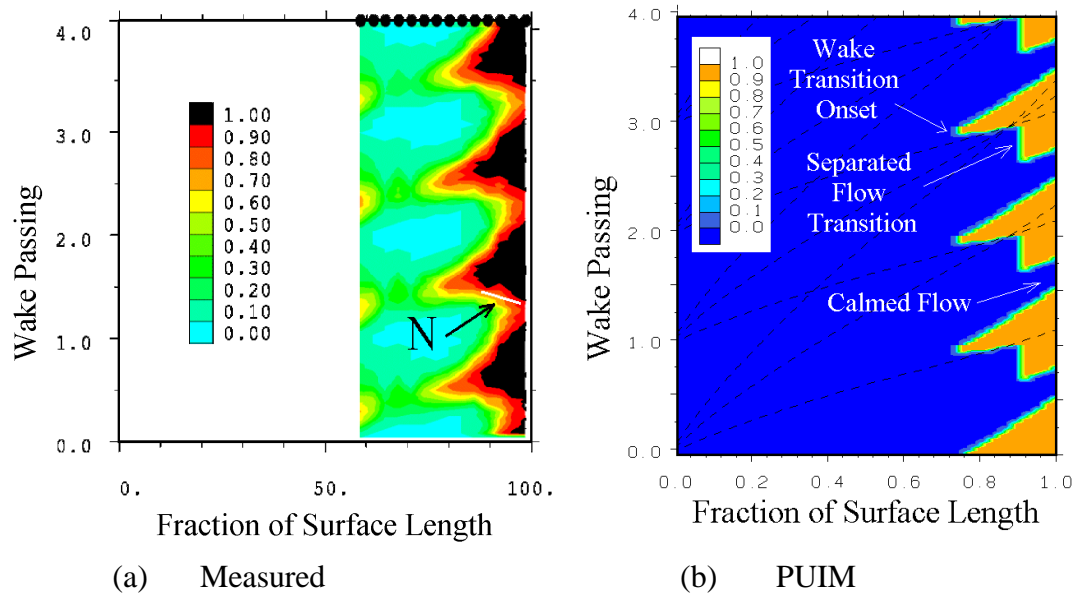 4.0
3.0
2.0
1.0
0.0
Wake Passing
1.00
0.90
0.80
0.70
0.60
0.50
0.40
0.30
0.20
0.10
0.00
N
0.
50.
100.
Fraction of Surface Length
(a) Measured
4.0
3.0
2.0
1.0
0.0
Wake Passing
1.0
0.9
0.8
0.7
0.6
0.5
0.4
0.3
0.2
0.1
0.0
Wake
Transition
Onset
Separated
Flow
Transition
Calmed Flow
0.0 0.2 0.4 0.6 0.8 1.0
Fraction of Surface Length
(b) PUIM